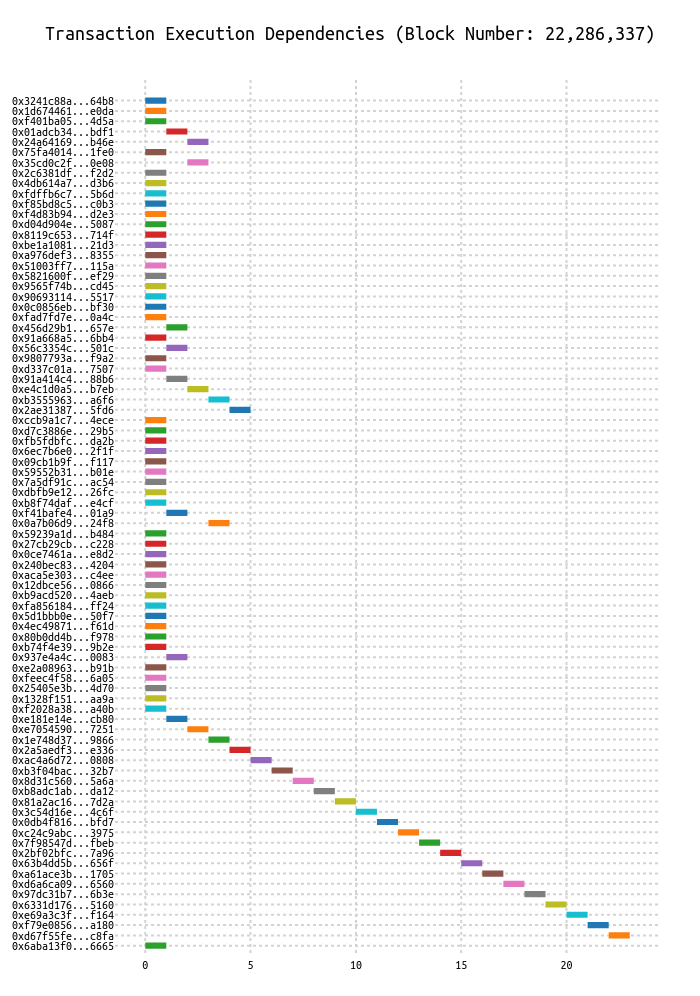 Transaction Execution Dependencies (Block Number: 22,286,337)
0x3241c88a...64b8
0x1d674461...e0da
0xf401ba05...4d5a
0x01adcb34...bdf1
0x24a64169...b46e
0x75fa4014...1fe0
0x35cd0c2f...0e08
0x2c6381df...f2d2
0x4db614a7...d3b6
0xfdffb6c7...5b6d
0xf85bd8c5...c0b3
0xf4d83b94...d2e3
0xd04d904e...5087
0x8119c653...714f
0xbe1a1081...21d3
0xa976def3...8355
0x51003ff7...115a
0x5821600f...ef29
0x9565f74b...cd45
0x90693114...5517
0x0c0856eb...bf30
0xfad7fd7e...0a4c
0x456d29b1...657e
0x91a668a5...6bb4
0x56c3354c...501c
0x9807793a...f9a2
0xd337c01a...7507
0x91a414c4...88b6
0xe4c1d0a5...b7eb
0xb3555963...a6f6
0x2ae31387...5fd6
0xccb9a1c7...4ece
0xd7c3886e...29b5
0xfb5fdbfc...da2b
0x6ec7b6e0...2f1f
0x09cb1b9f...f117
0x59552b31...b01e
0x7a5df91c...ac54
0xdbfb9e12...26fc
0xb8f74daf...e4cf
0xf41bafe4...01a9
0x0a7b06d9...24f8
0x59239a1d...b484
0x27cb29cb...c228
0x0ce7461a...e8d2
0x240bec83...4204
0xaca5e303...c4ee
0x12dbce56...0866
0xb9acd520...4aeb
0xfa856184...ff24
0x5d1bbb0e...50f7
0x4ec49871...f61d
0x80b0dd4b...f978
0xb74f4e39...9b2e
0x937e4a4c...0083
0xe2a08963...b91b
0xfeec4f58...6a05
0x25405e3b...4d70
0x1328f151...aa9a
0xf2028a38...a40b
0xe181e14e...cb80
0xe7054590...7251
0x1e748d37...9866
0x2a5aedf3...e336
0xac4a6d72...0808
0xb3f04bac...32b7
0x8d31c560...5a6a
0xb8adc1ab...da12
0x81a2ac16...7d2a
0x3c54d16e...4c6f
0x0db4f816...bfd7
0xc24c9abc...3975
0x7f98547d...fbeb
0x2bf02bfc...7a96
0x63b4dd5b...656f
0xa61ace3b...1705
0xd6a6ca09...6560
0x97dc31b7...6b3e
0x6331d176...5160
0xe69a3c3f...f164
0xf79e0856...a180
0xd67f55fe...c8fa
0x6aba13f0...6665
0 5 10 15 20